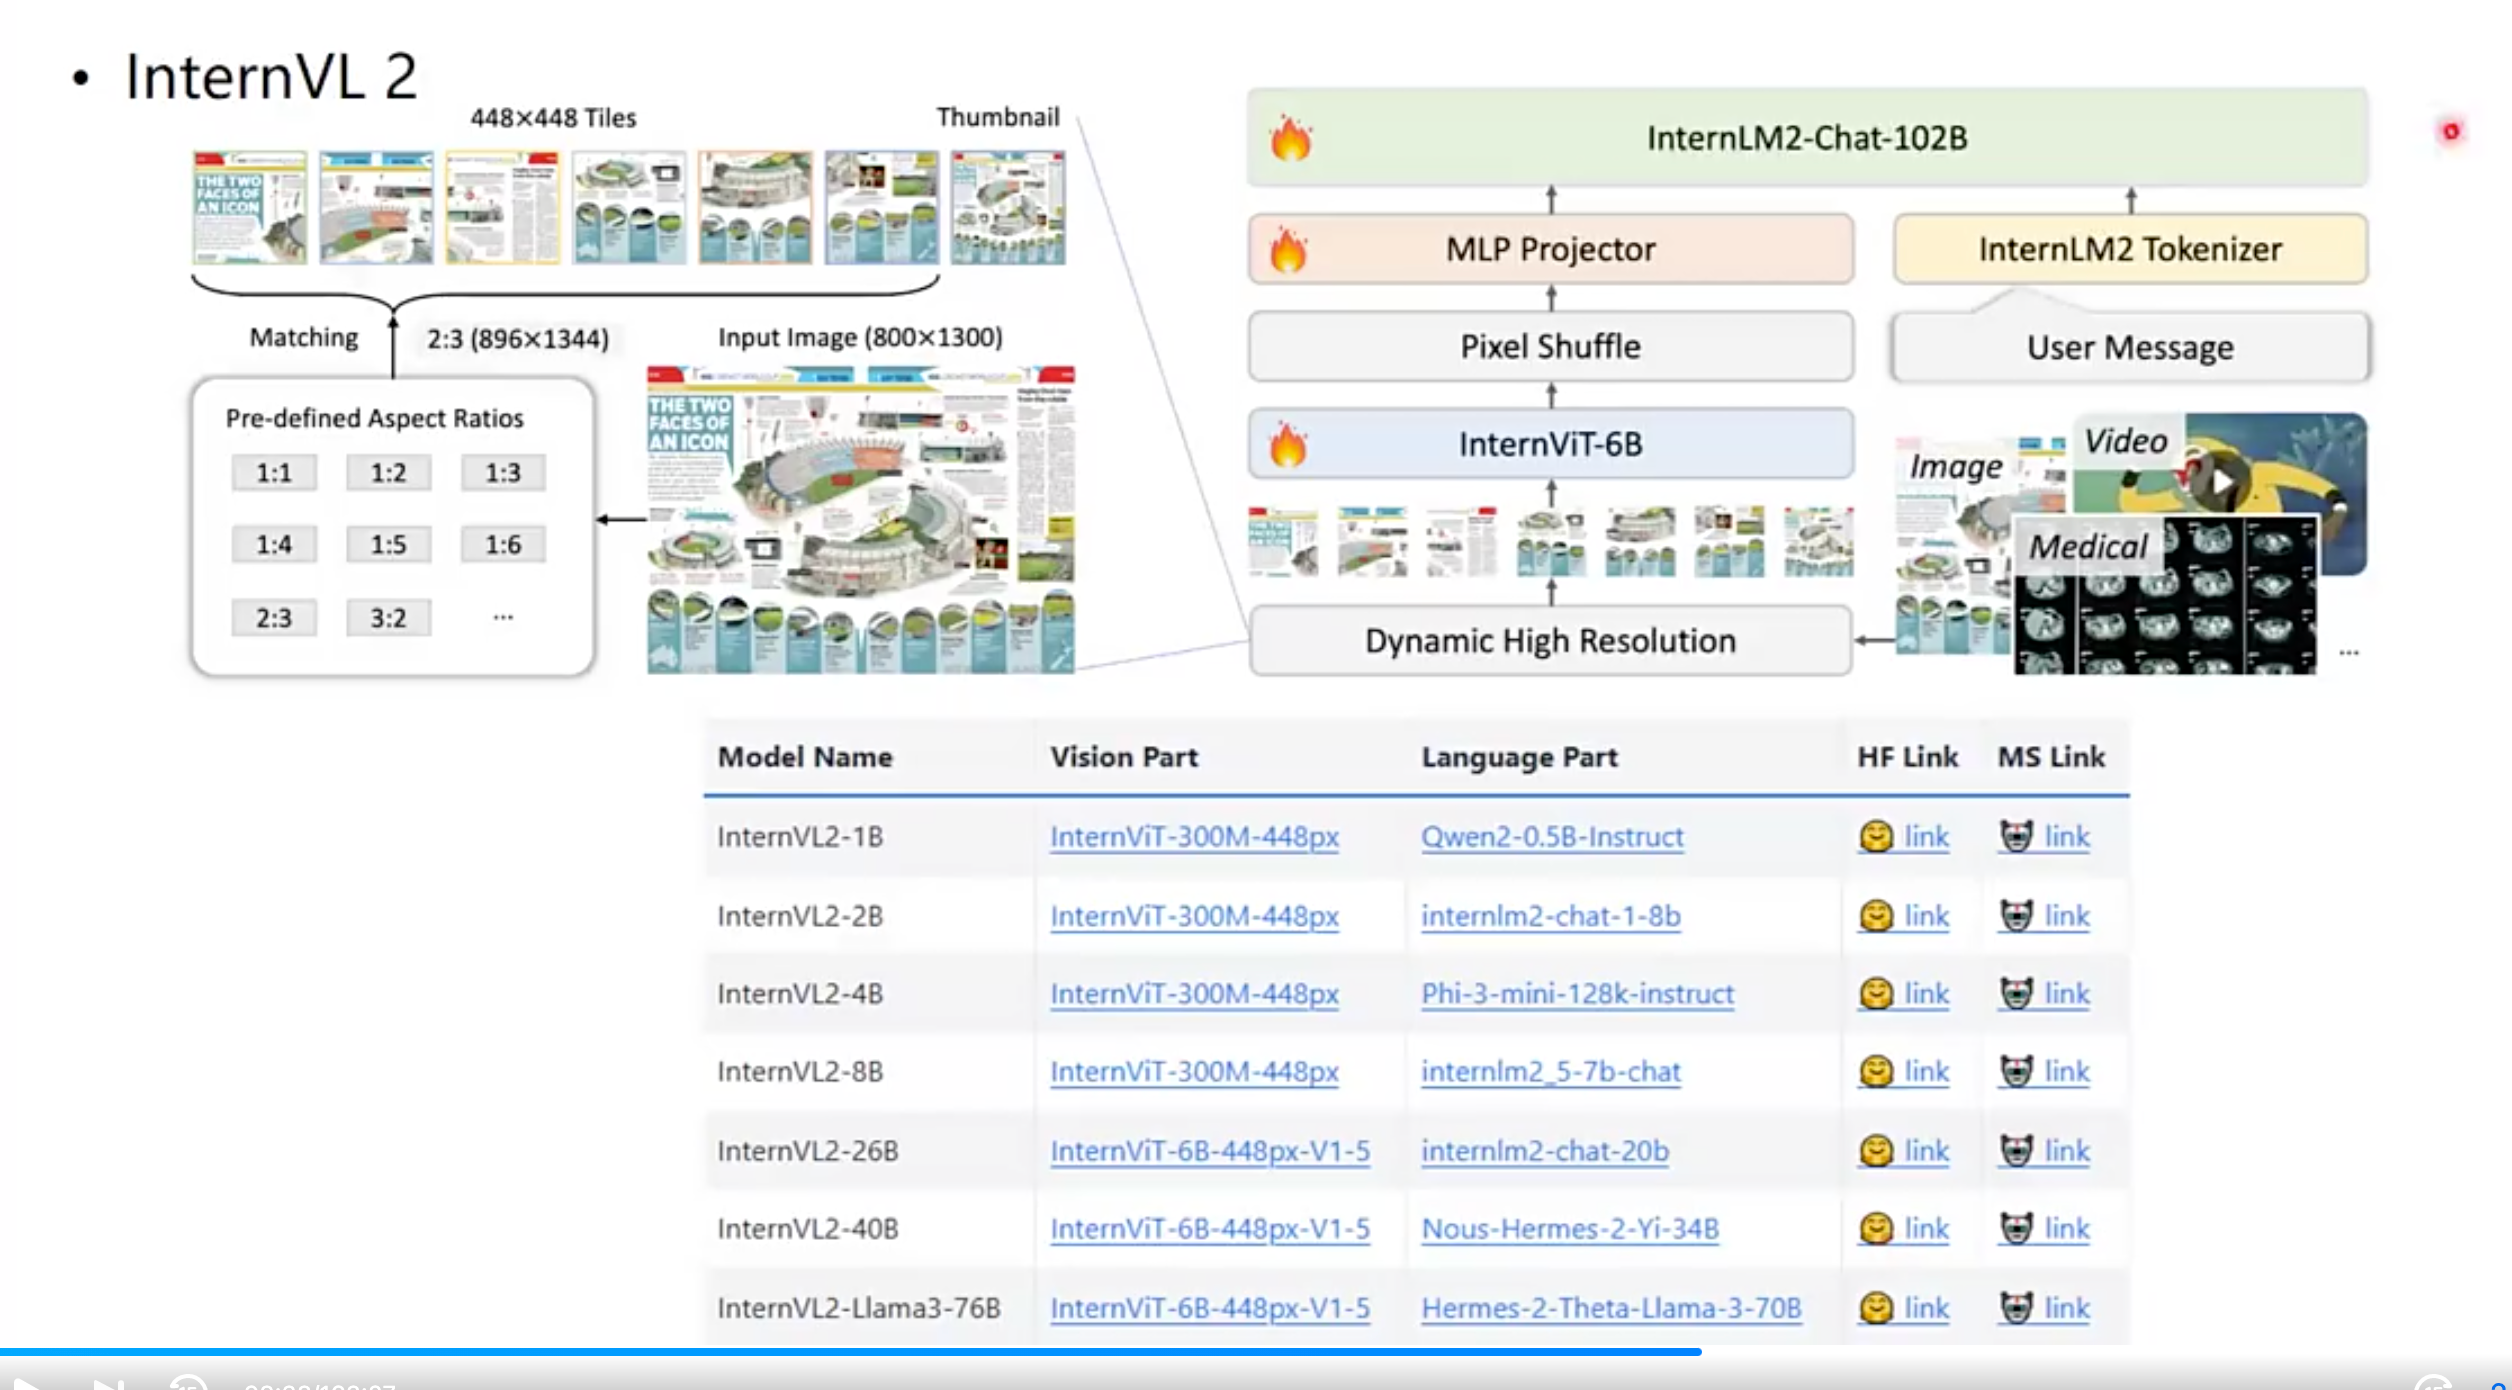 • InternVL 2
448×448 Tiles
Thumbnail
THE TWO
FACES OF
AN ICON
Matching
2:3 (896×1344)
Input Image (800×1300)
Pre-defined Aspect Ratios
1:1 1:2 1:3
1:4 1:5 1:6
2:3 3:2 ...
THE TWO
FACES OF
AN ICON
InternLM2-Chat-102B
MLP Projector
InternLM2 Tokenizer
Pixel Shuffle
User Message
InternViT-6B
Image
Video
Medical
...
Dynamic High Resolution
Model Name Vision Part Language Part HF Link MS Link
InternVL2-1B InternViT-300M-448px Qwen2-0.5B-Instruct link link
InternVL2-2B InternViT-300M-448px internlm2-chat-1-8b link link
InternVL2-4B InternViT-300M-448px Phi-3-mini-128k-instruct link link
InternVL2-8B InternViT-300M-448px internlm2_5-7b-chat link link
InternVL2-26B InternViT-6B-448px-V1-5 internlm2-chat-20b link link
InternVL2-40B InternViT-6B-448px-V1-5 Nous-Hermes-2-Yi-34B link link
InternVL2-Llama3-76B InternViT-6B-448px-V1-5 Hermes-2-Theta-Llama-3-70B link link